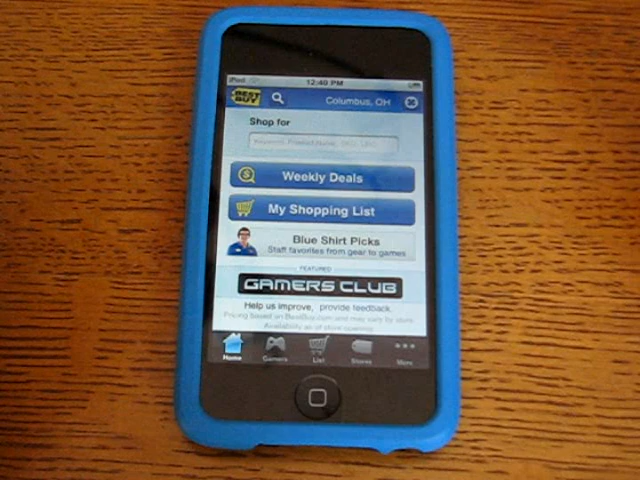 iPod
12:40 PM
BEST BUY
Columbus, OH
Shop for
Keyword, Product Name, SKU, UPC
Weekly Deals
My Shopping List
Blue Shirt Picks
Staff favorites from gear to games
FEATURED
GAMERS CLUB
Help us improve, provide feedback.
Pricing based on BestBuy.com and may vary by store.
Availability as of store opening.
Home
Gamers
List
Stores
More